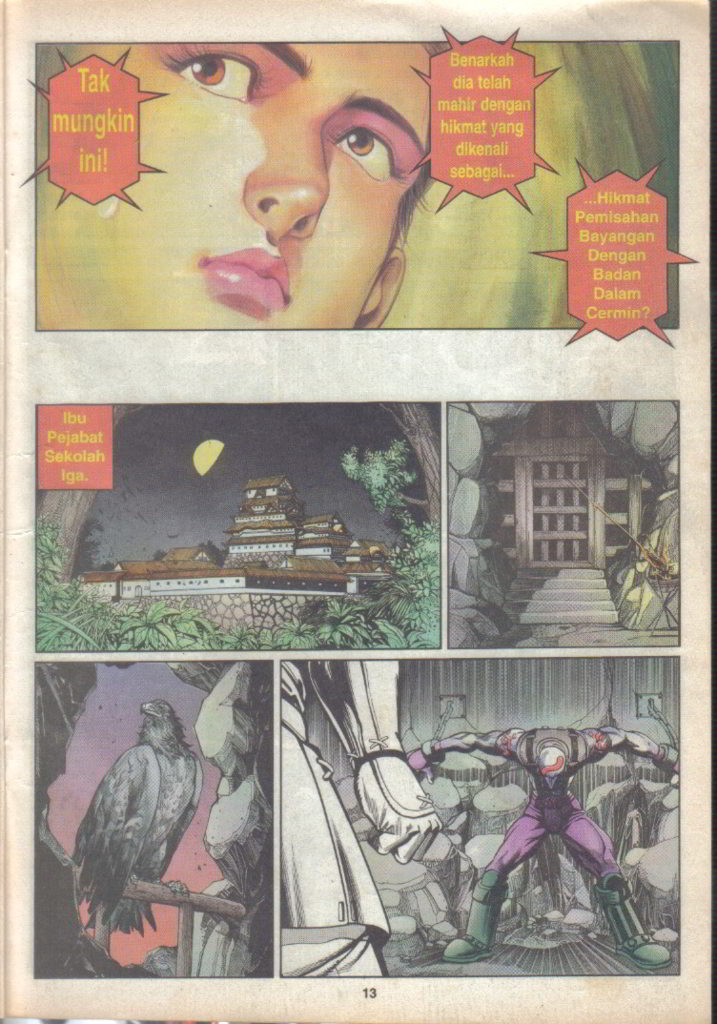 Tak
mungkin
ini!
Benarkah
dia telah
mahir dengan
hikmat yang
dikenali
sebagai...
...Hikmat
Pemisahan
Bayangan
Dengan
Badan
Dalam
Cermin?
Ibu
Pejabat
Sekolah
Iga.
13